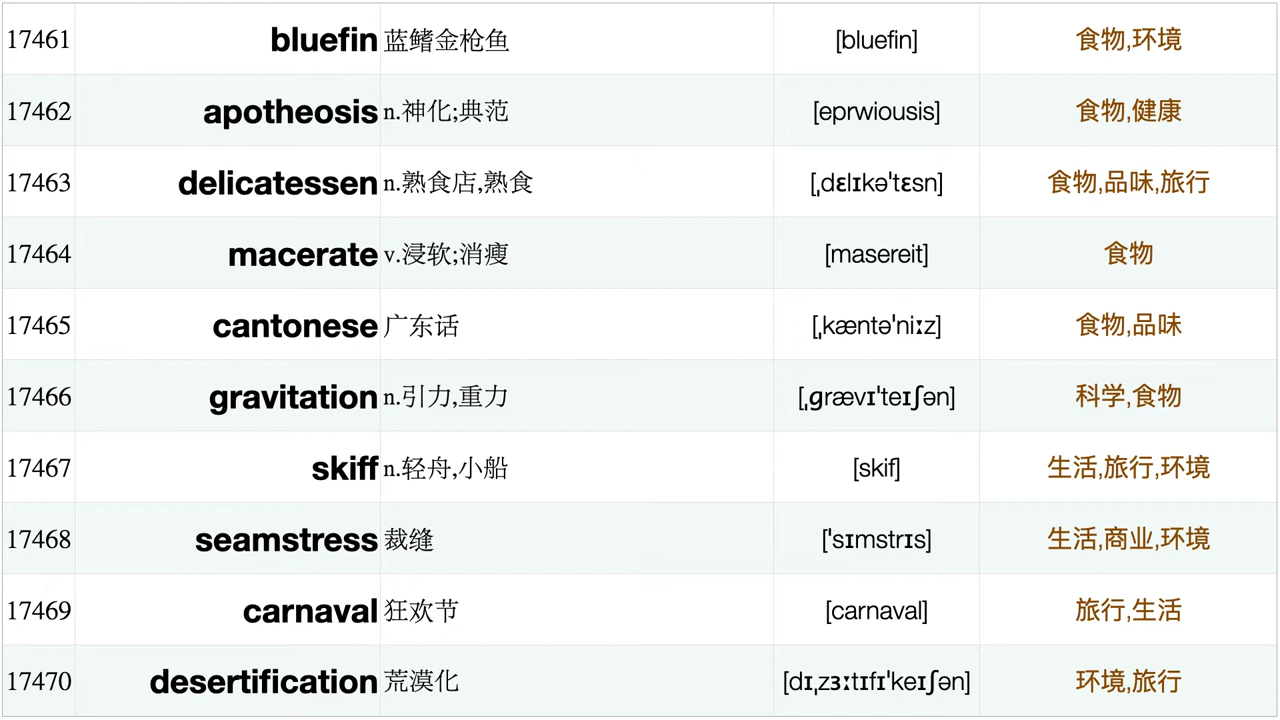 17461 bluefin 蓝鳍金枪鱼 [bluefin] 食物,环境
17462 apotheosis n.神化;典范 [eprwiousis] 食物,健康
17463 delicatessen n.熟食店,熟食 [ˌdɛlɪkəˈtɛsn] 食物,品味,旅行
17464 macerate v.浸软;消瘦 [masereit] 食物
17465 cantonese 广东话 [ˌkæntəˈniːz] 食物,品味
17466 gravitation n.引力,重力 [ˌɡrævɪˈteɪʃən] 科学,食物
17467 skiff n.轻舟,小船 [skif] 生活,旅行,环境
17468 seamstress 裁缝 [ˈsɪmstrɪs] 生活,商业,环境
17469 carnaval 狂欢节 [carnaval] 旅行,生活
17470 desertification 荒漠化 [dɪˌzɜːtɪfɪˈkeɪʃən] 环境,旅行